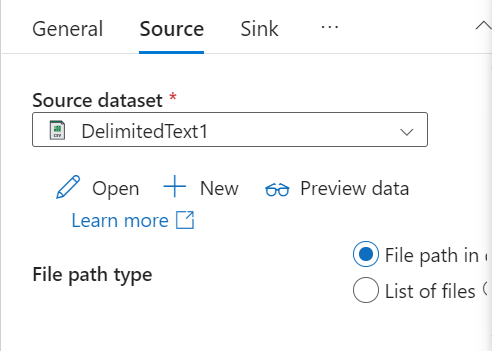 General Source Sink ...
Source dataset *
CSV DelimitedText1
Open New Preview data
Learn more
File path type
File path in
List of files